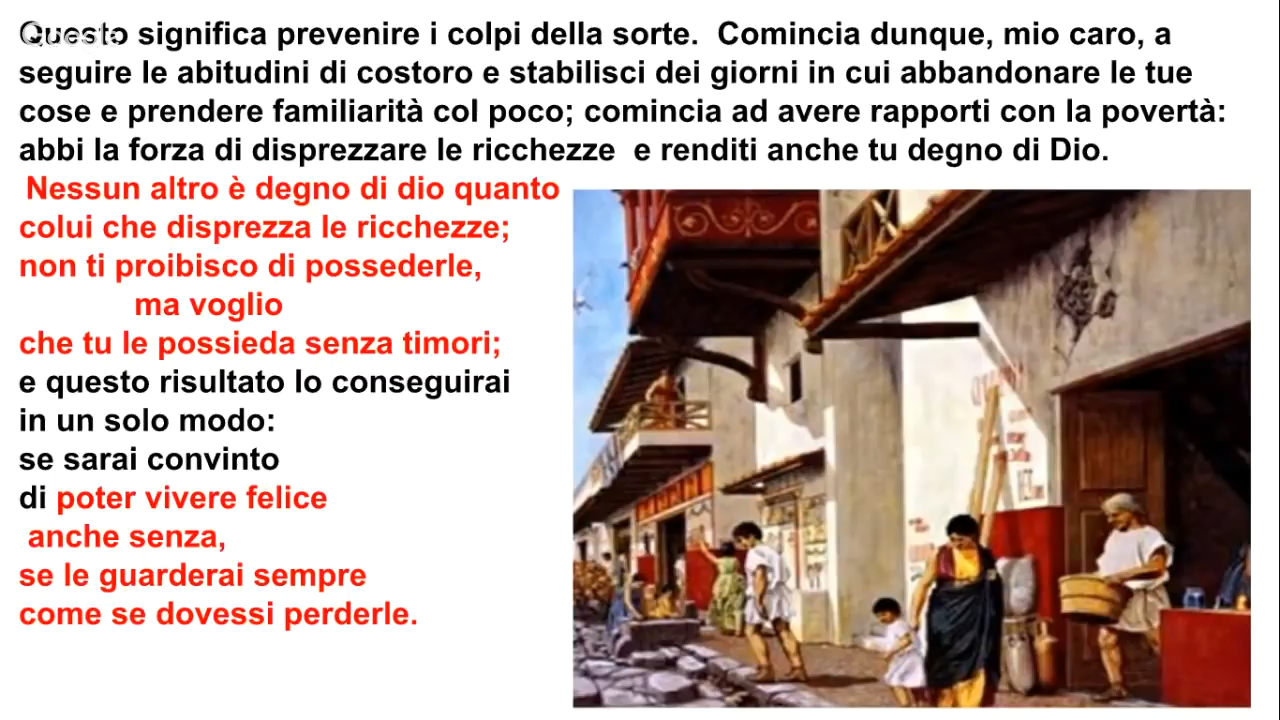 Questo significa prevenire i colpi della sorte. Comincia dunque, mio caro, a
seguire le abitudini di costoro e stabilisci dei giorni in cui abbandonare le tue
cose e prendere familiarità col poco; comincia ad avere rapporti con la povertà:
abbi la forza di disprezzare le ricchezze e renditi anche tu degno di Dio.
Nessun altro è degno di dio quanto
colui che disprezza le ricchezze;
non ti proibisco di possederle,
ma voglio
che tu le possieda senza timori;
e questo risultato lo conseguirai
in un solo modo:
se sarai convinto
di poter vivere felice
anche senza,
se le guarderai sempre
come se dovessi perderle.